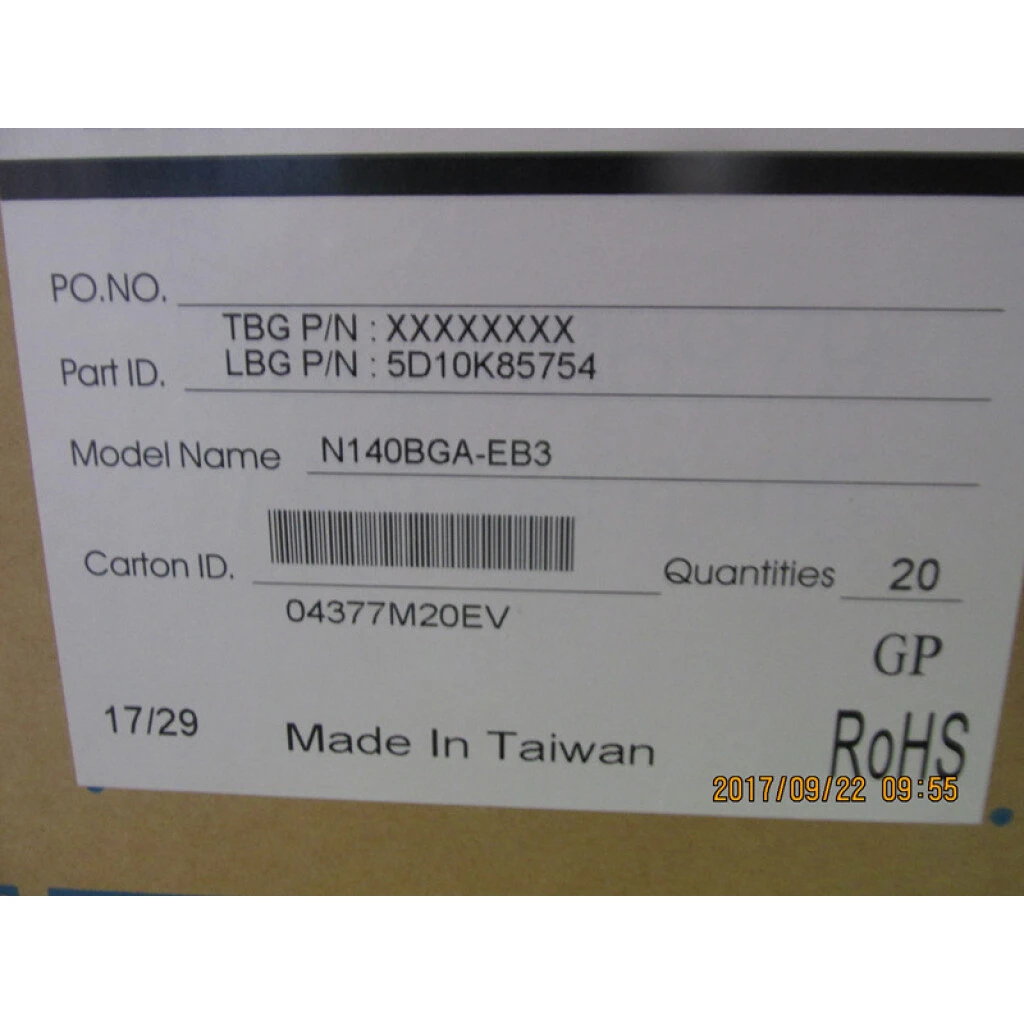 PO.NO.
TBG P/N : XXXXXXXX
Part ID. LBG P/N : 5D10K85754
Model Name N140BGA-EB3
Carton ID. Quantities 20
04377M20EV
GP
17/29 Made In Taiwan RoHS
2017/09/22 09:55